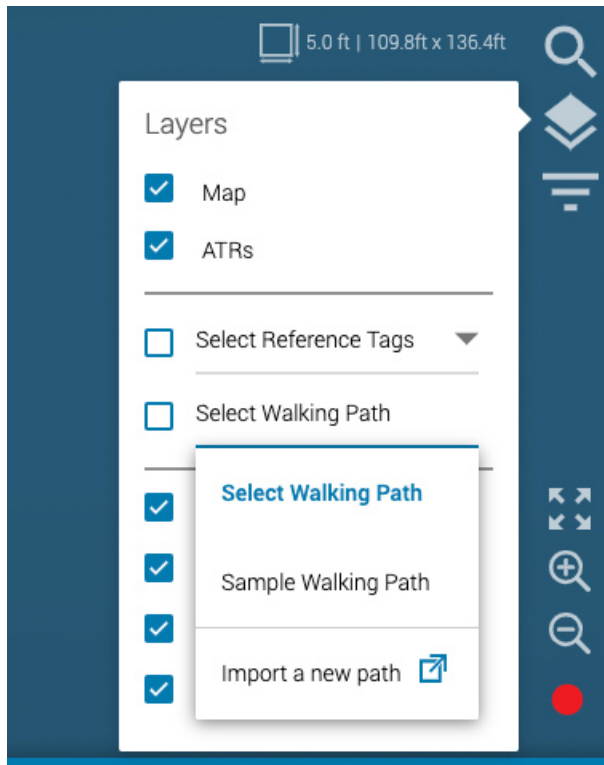 5.0 ft | 109.8ft x 136.4ft
Layers
Map
ATRs
Select Reference Tags
Select Walking Path
Select Walking Path
Sample Walking Path
Import a new path